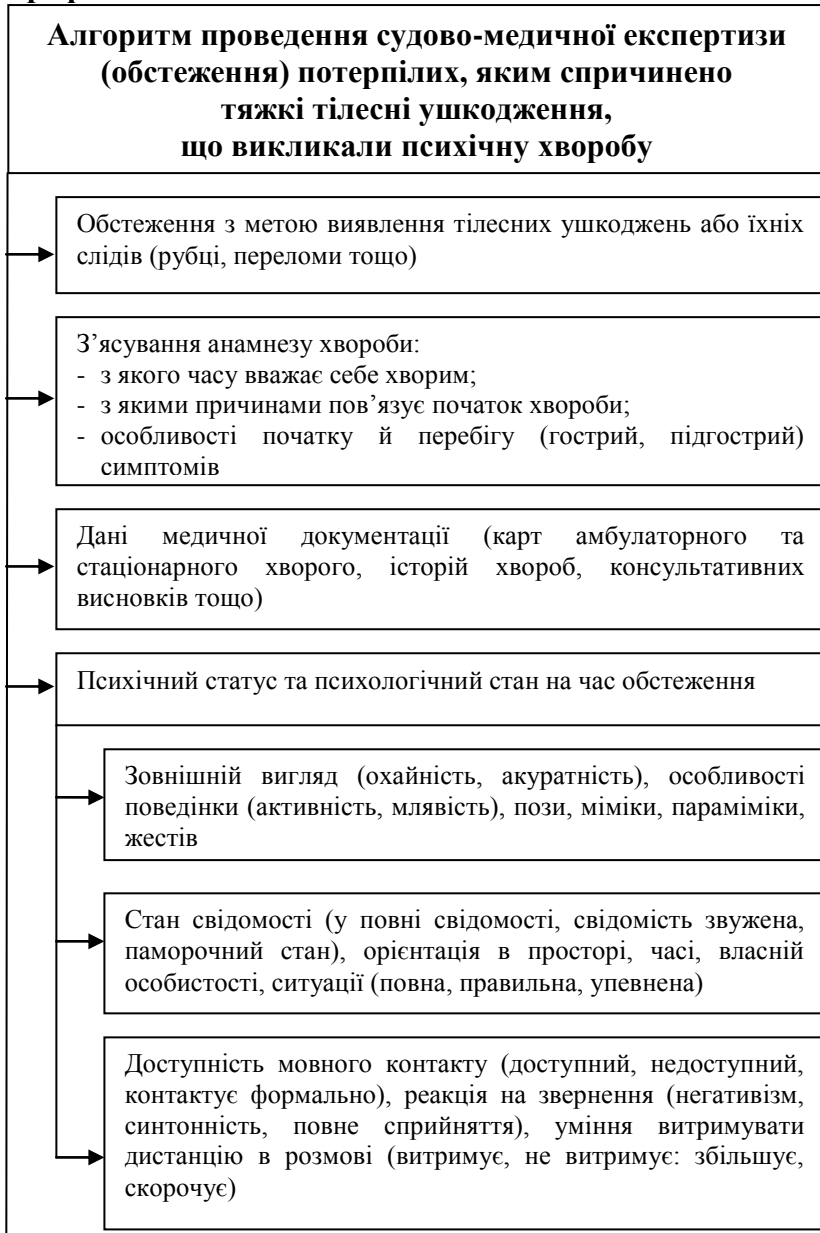 Алгоритм проведення судово-медичної експертизи
(обстеження) потерпілих, яким спричинено
тяжкі тілесні ушкодження,
що викликали психічну хворобу
Обстеження з метою виявлення тілесних ушкоджень або їхніх
слідів (рубці, переломи тощо)
З’ясування анамнезу хвороби:
- з якого часу вважає себе хворим;
- з якими причинами пов’язує початок хвороби;
- особливості початку й перебігу (гострий, підгострий)
симптомів
Дані медичної документації (карт амбулаторного та
стаціонарного хворого, історій хвороб, консультативних
висновків тощо)
Психічний статус та психологічний стан на час обстеження
Зовнішній вигляд (охайність, акуратність), особливості
поведінки (активність, млявість), пози, міміки, параміміки,
жестів
Стан свідомості (у повні свідомості, свідомість звужена,
паморочний стан), орієнтація в просторі, часі, власній
особистості, ситуації (повна, правильна, упевнена)
Доступність мовного контакту (доступний, недоступний,
контактує формально), реакція на звернення (негативізм,
синтонність, повне сприйняття), уміння витримувати
дистанцію в розмові (витримує, не витримує: збільшує,
скорочує)